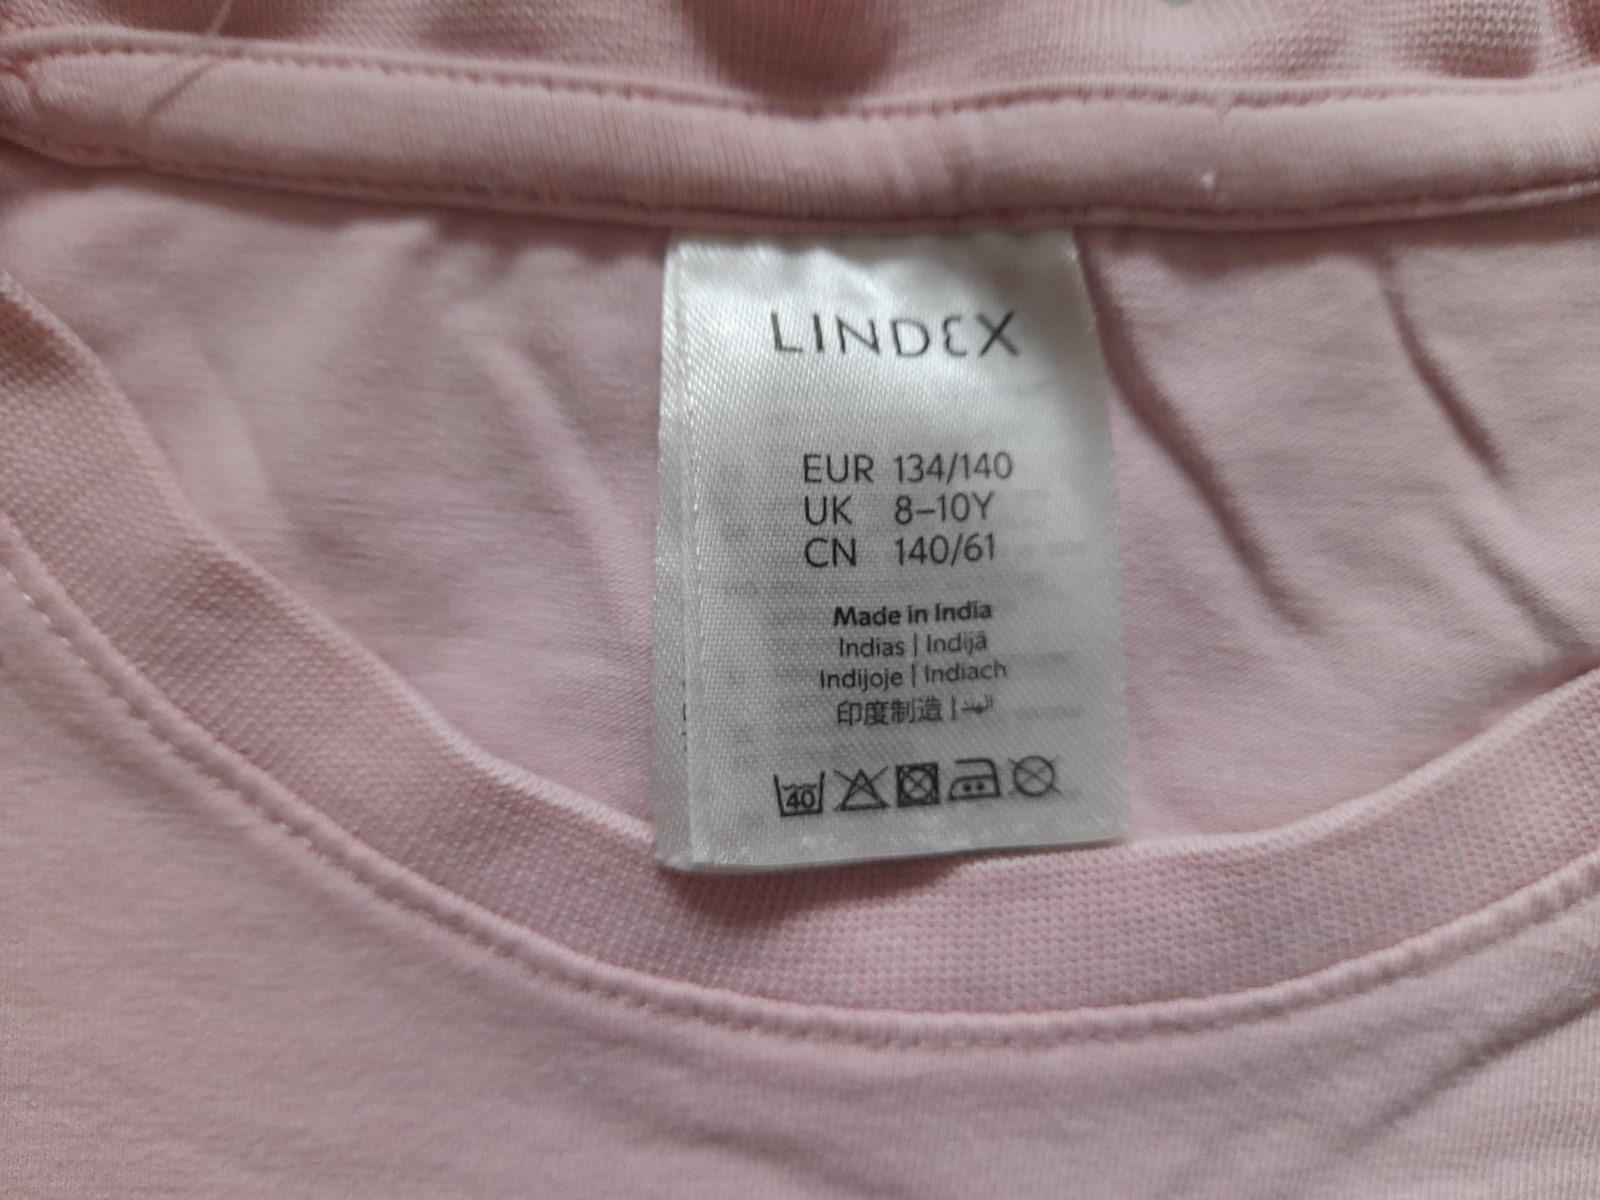 LINDEX
EUR 134/140
UK 8–10Y
CN 140/61
Made in India
Indias | Indijā
Indijoje | Indiach
印度制造 | الهند
40